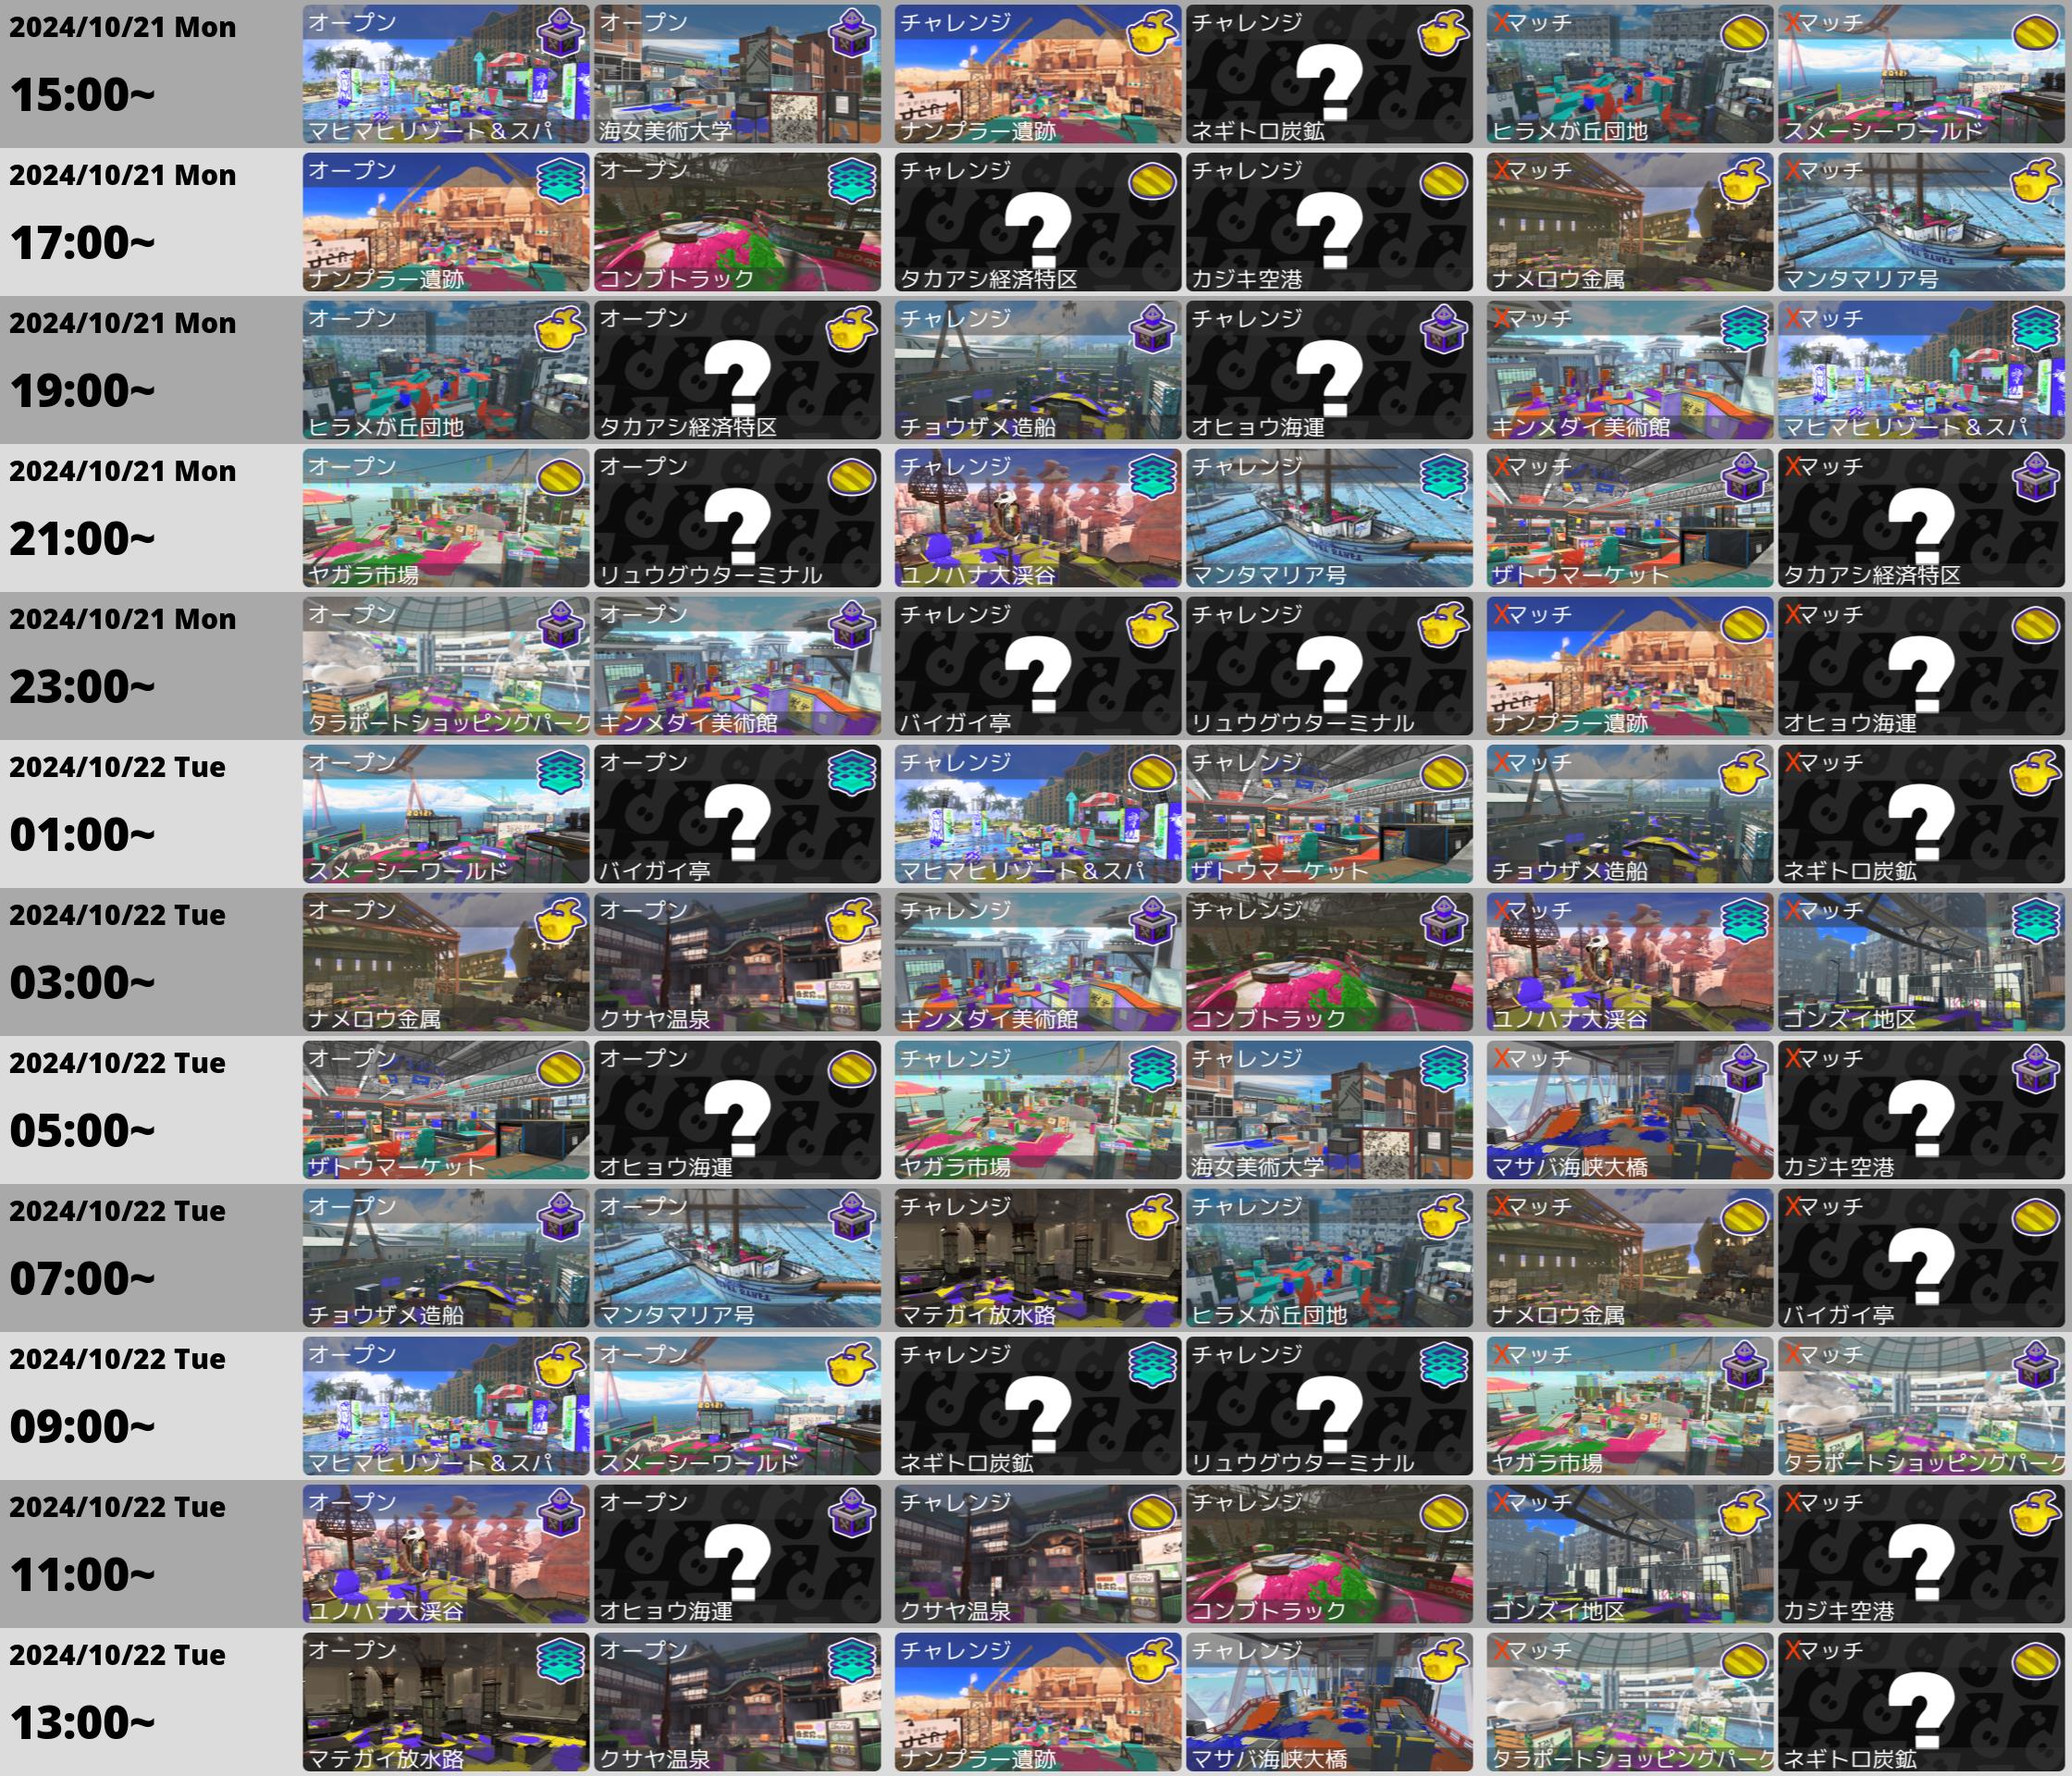 2024/10/21 Mon
15:00~
オープン
マヒマヒリゾート&スパ
オープン
海女美術大学
チャレンジ
ナンプラー遺跡
チャレンジ
ネギトロ炭鉱
Xマッチ
ヒラメが丘団地
Xマッチ
スメーシーワールド
2024/10/21 Mon
17:00~
オープン
ナンプラー遺跡
オープン
コンブトラック
チャレンジ
タカアシ経済特区
チャレンジ
カジキ空港
Xマッチ
ナメロウ金属
Xマッチ
マンタマリア号
2024/10/21 Mon
19:00~
オープン
ヒラメが丘団地
オープン
タカアシ経済特区
チャレンジ
チョウザメ造船
チャレンジ
オヒョウ海運
Xマッチ
キンメダイ美術館
Xマッチ
マヒマヒリゾート&スパ
2024/10/21 Mon
21:00~
オープン
ヤガラ市場
オープン
リュウグウターミナル
チャレンジ
ユノハナ大渓谷
チャレンジ
マンタマリア号
Xマッチ
ザトウマーケット
Xマッチ
タカアシ経済特区
2024/10/21 Mon
23:00~
オープン
タラポートショッピングパーク
オープン
キンメダイ美術館
チャレンジ
バイガイ亭
チャレンジ
リュウグウターミナル
Xマッチ
ナンプラー遺跡
Xマッチ
オヒョウ海運
2024/10/22 Tue
01:00~
オープン
スメーシーワールド
オープン
バイガイ亭
チャレンジ
マヒマヒリゾート&スパ
チャレンジ
ザトウマーケット
Xマッチ
チョウザメ造船
Xマッチ
ネギトロ炭鉱
2024/10/22 Tue
03:00~
オープン
ナメロウ金属
オープン
クサヤ温泉
チャレンジ
キンメダイ美術館
チャレンジ
コンブトラック
Xマッチ
ユノハナ大渓谷
Xマッチ
ゴンズイ地区
2024/10/22 Tue
05:00~
オープン
ザトウマーケット
オープン
オヒョウ海運
チャレンジ
ヤガラ市場
チャレンジ
海女美術大学
Xマッチ
マサバ海峡大橋
Xマッチ
カジキ空港
2024/10/22 Tue
07:00~
オープン
チョウザメ造船
オープン
マンタマリア号
チャレンジ
マテガイ放水路
チャレンジ
ヒラメが丘団地
Xマッチ
ナメロウ金属
Xマッチ
バイガイ亭
2024/10/22 Tue
09:00~
オープン
マヒマヒリゾート&スパ
オープン
スメーシーワールド
チャレンジ
ネギトロ炭鉱
チャレンジ
リュウグウターミナル
Xマッチ
ヤガラ市場
Xマッチ
タラポートショッピングパーク
2024/10/22 Tue
11:00~
オープン
ユノハナ大渓谷
オープン
オヒョウ海運
チャレンジ
クサヤ温泉
チャレンジ
コンブトラック
Xマッチ
ゴンズイ地区
Xマッチ
カジキ空港
2024/10/22 Tue
13:00~
オープン
マテガイ放水路
オープン
クサヤ温泉
チャレンジ
ナンプラー遺跡
チャレンジ
マサバ海峡大橋
Xマッチ
タラポートショッピングパーク
Xマッチ
ネギトロ炭鉱